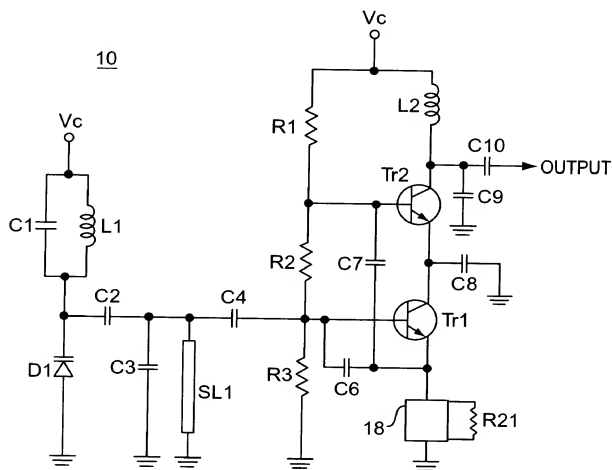 10
Vc
Vc
R1
L2
C10
OUTPUT
Tr2
C9
C1
L1
R2
C7
C8
C2
C4
Tr1
D1
C3
SL1
R3
C6
18
R21